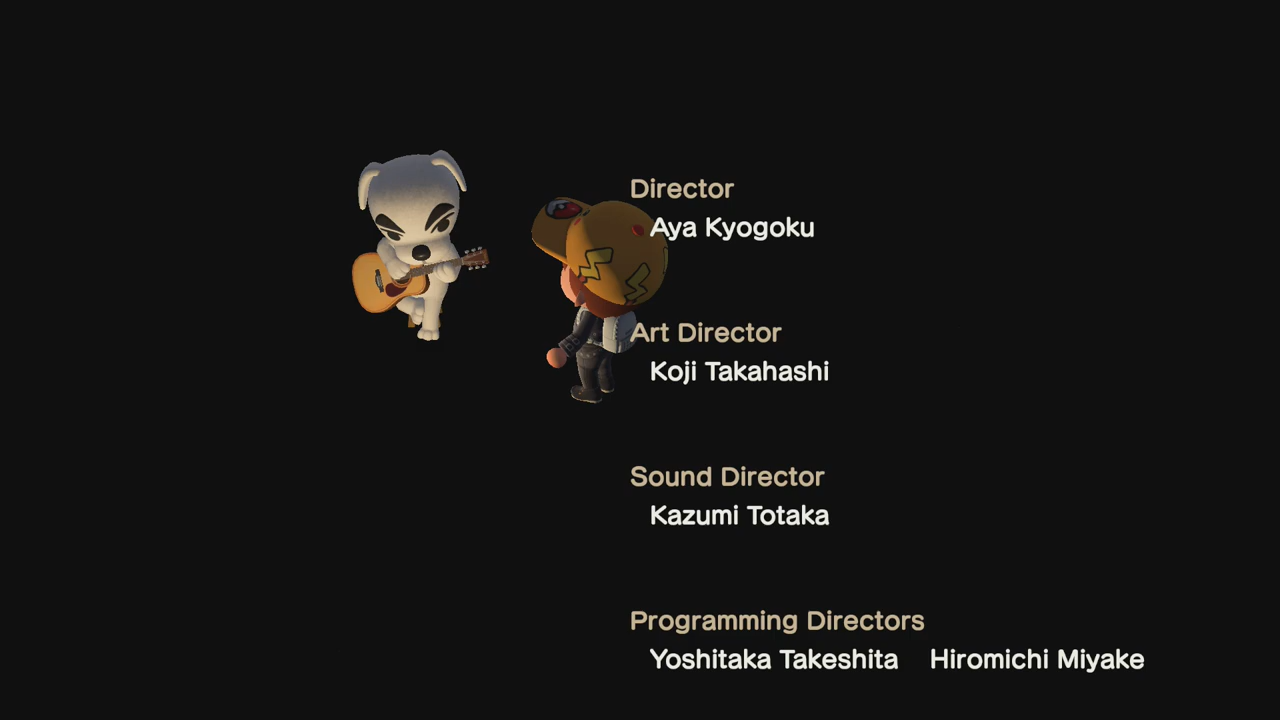 Director
Aya Kyogoku
Art Director
Koji Takahashi
Sound Director
Kazumi Totaka
Programming Directors
Yoshitaka Takeshita Hiromichi Miyake